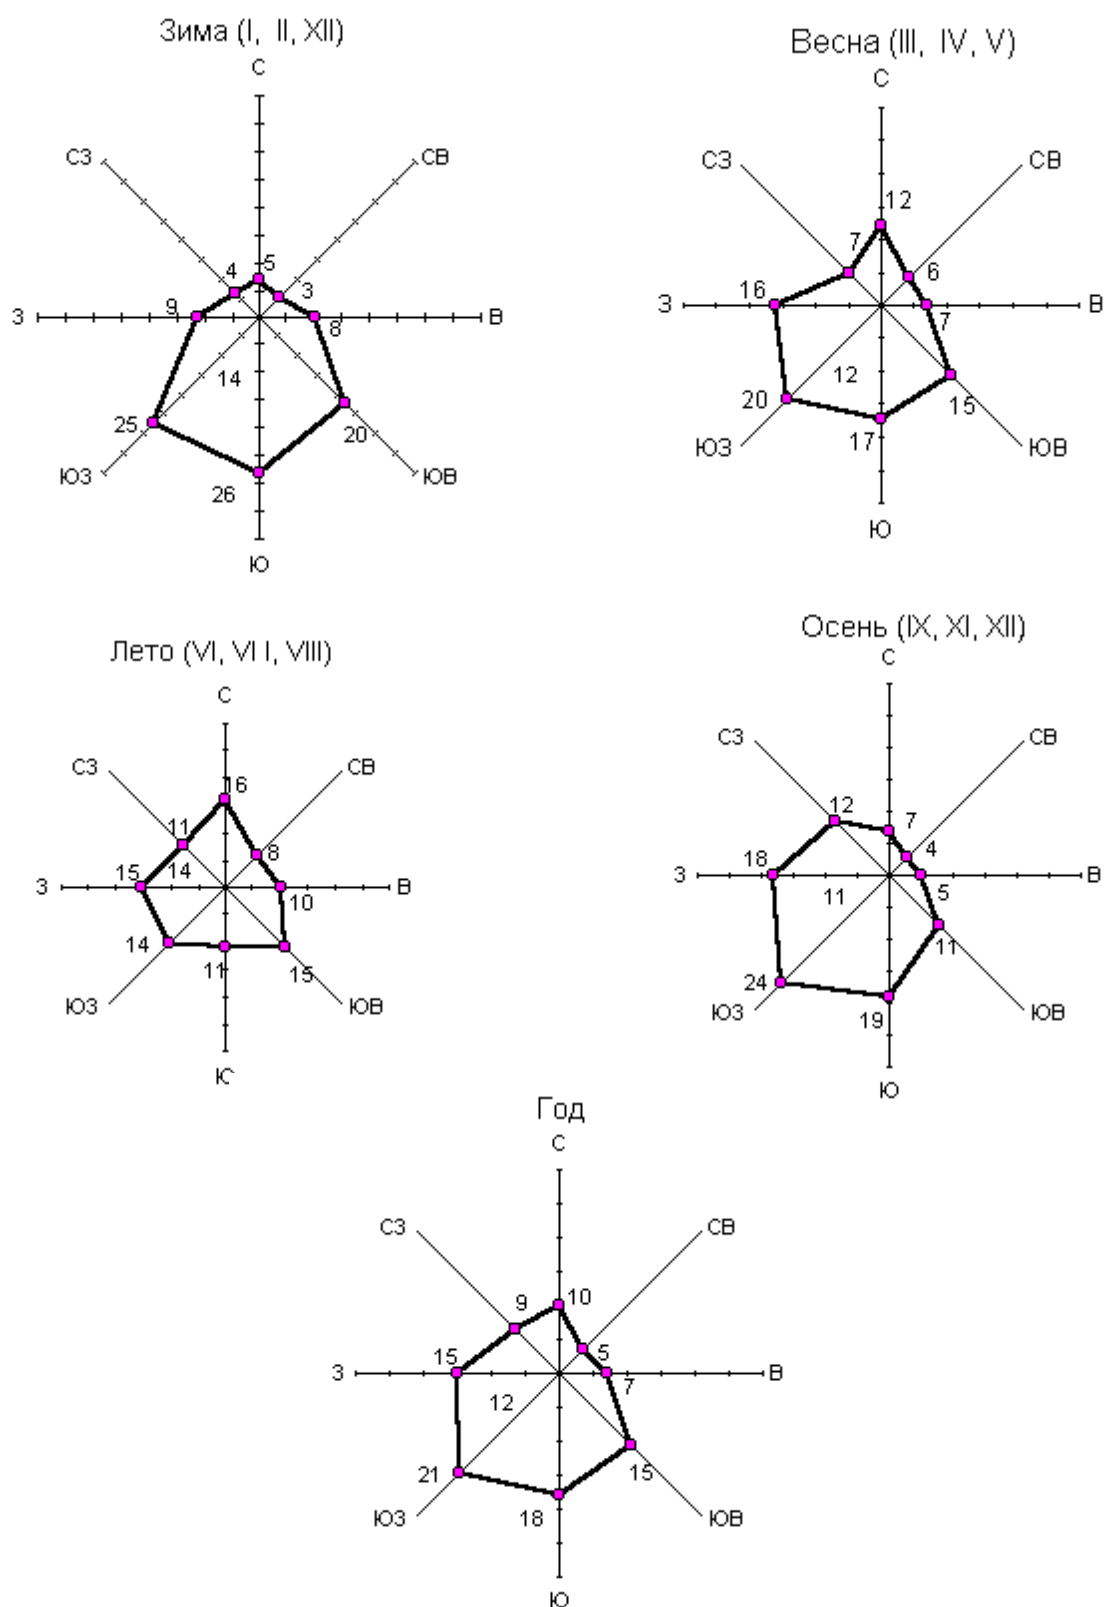 Зима (I, II, XII)
С
СЗ
СВ
4
5
3
З
9
8
В
14
25
20
ЮЗ
26
ЮВ
Ю
Весна (III, IV, V)
С
СЗ
СВ
12
7
6
16
З
7
В
20
12
15
17
ЮЗ
ЮВ
Ю
Лето (VI, VI I, VIII)
С
СЗ
СВ
16
11
8
З
15
14
10
В
14
11
15
ЮЗ
ЮВ
Ю
Осень (IX, XI, XII)
С
СЗ
СВ
12
7
4
18
З
11
5
В
11
24
19
ЮЗ
ЮВ
Ю
Год
С
СЗ
СВ
9
10
5
15
З
12
7
В
21
15
18
ЮЗ
ЮВ
Ю